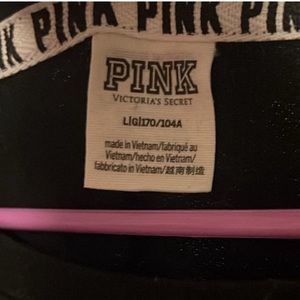 PINK PINK PINK PINK
PINK
VICTORIA'S SECRET
L|G|170/104A
made in Vietnam/fabriqué au
Vietnam/hecho en Vietnam/
fabbricato in Vietnam/越南制造